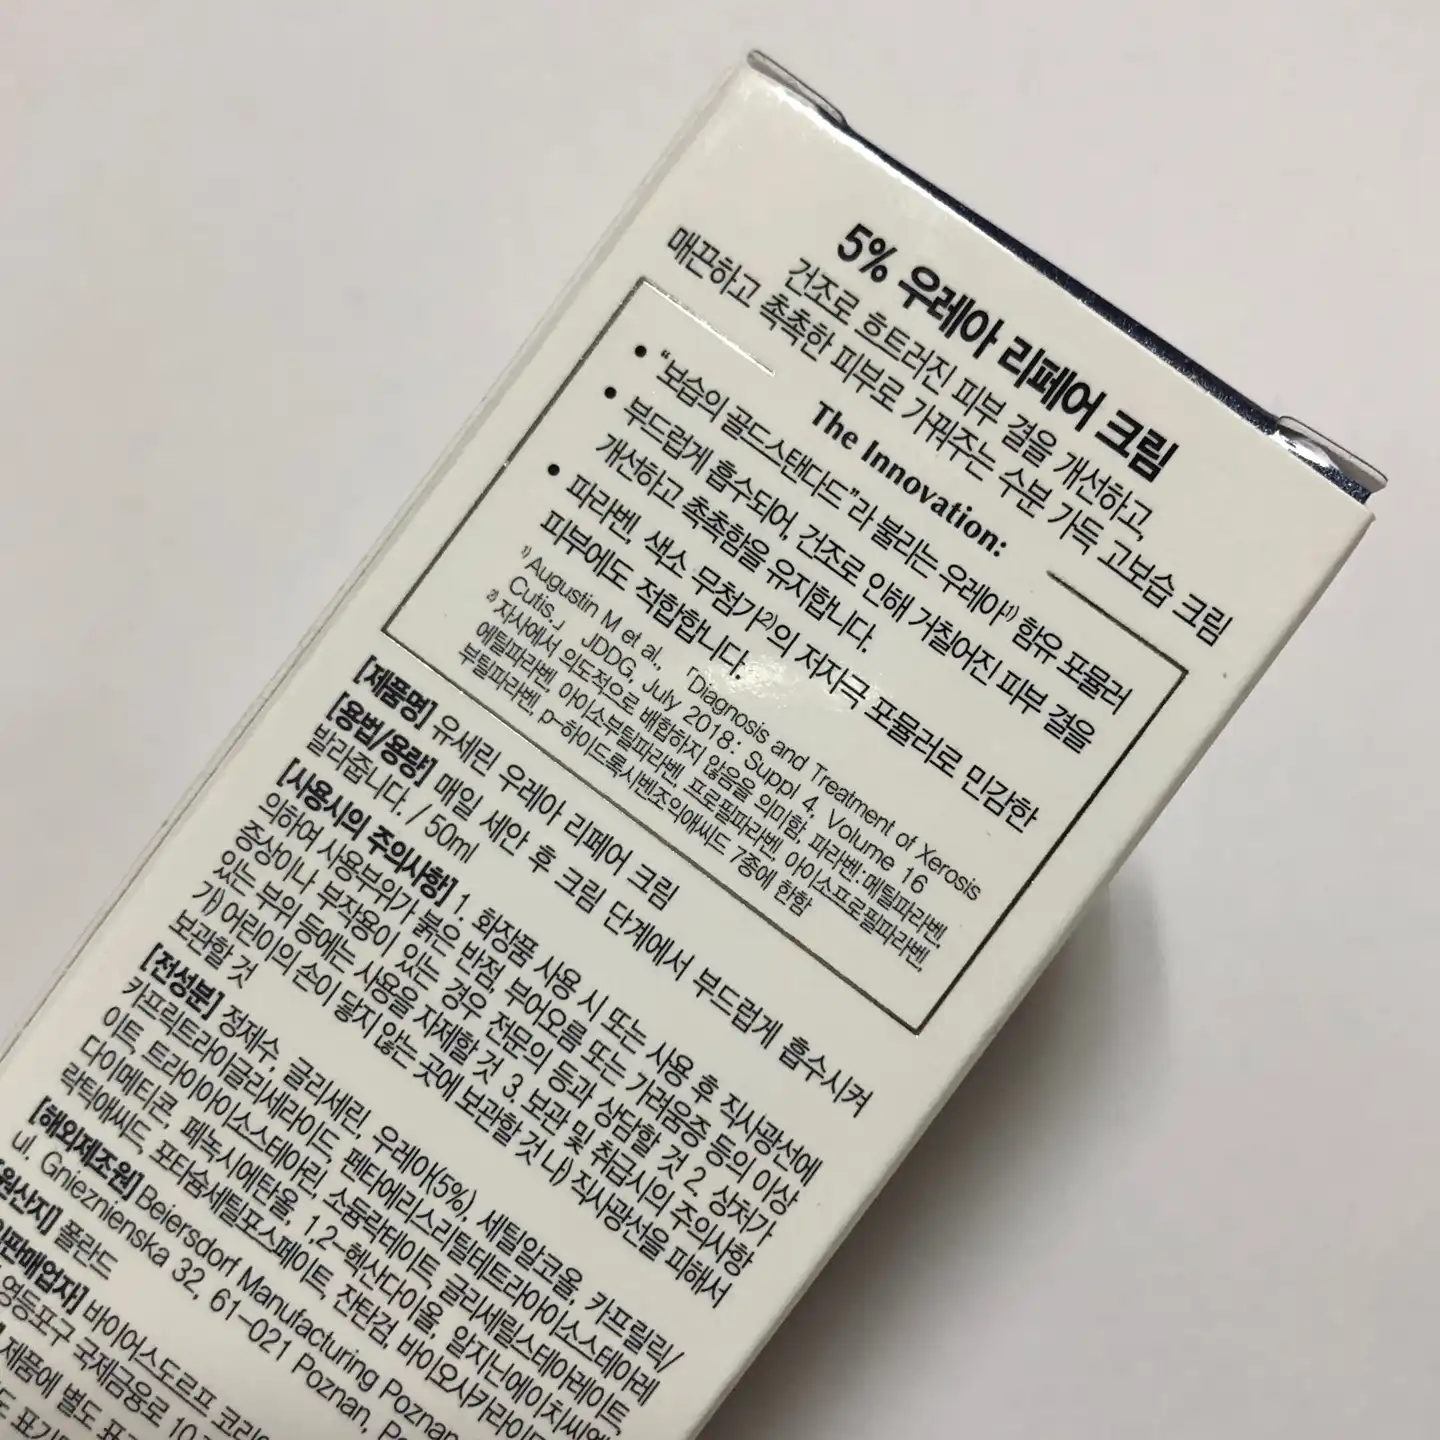 5% 우레아 리페어 크림
건조로 흐트러진 피부 결을 개선하고,
매끈하고 촉촉한 피부로 가꿔주는 수분 가득 고보습 크림
The Innovation:
• “보습의 골드스탠다드”라 불리는 우레아¹⁾ 함유 포뮬러
• 부드럽게 흡수되어, 건조로 인해 거칠어진 피부 결을
개선하고 촉촉함을 유지합니다.
• 파라벤, 색소 무첨가²⁾의 저자극 포뮬러로 민감한
피부에도 적합합니다.
¹⁾Augustin M et al., 「Diagnosis and Treatment of Xerosis
Cutis.」 JDDG, July 2018: Suppl 4, Volume 16
²⁾자사에서 의도적으로 배합하지 않음을 의미함, 파라벤:메틸파라벤,
에틸파라벤, 아이소부틸파라벤, 프로필파라벤, 아이소프로필파라벤,
부틸파라벤, p-하이드록시벤조익애씨드 7종에 한함
[제품명] 유세린 우레아 리페어 크림
[용법/용량] 매일 세안 후 크림 단계에서 부드럽게 흡수시켜
발라줍니다. / 50ml
[사용시의 주의사항] 1. 화장품 사용 시 또는 사용 후 직사광선에
의하여 사용부위가 붉은 반점, 부어오름 또는 가려움증 등의 이상
증상이나 부작용이 있는 경우 전문의 등과 상담할 것 2. 상처가
있는 부위 등에는 사용을 자제할 것 3. 보관 및 취급시의 주의사항
가) 어린이의 손이 닿지 않는 곳에 보관할 것 나) 직사광선을 피해서
보관할 것
[전성분] 정제수, 글리세린, 우레아(5%), 세틸알코올, 카프릴릭/
카프릭트라이글리세라이드, 펜타에리스리틸테트라아이소스테아레
이트, 트라이아이소스테아린, 소듐락테이트, 글리세릴스테아레이트,
다이메티콘, 페녹시에탄올, 1,2-헥산다이올, 알지닌에이치씨엘,
락틱애씨드, 포타슘세틸포스페이트, 잔탄검, 바이오사카라이드
[해외제조원] Beiersdorf Manufacturing Poznan
ul. Gnieznienska 32, 61-021 Poznan,
원산지] 폴란드
판매업자] 바이어스도르프 코리아
영등포구 국제금융로 10
제품에 별도 표
표기